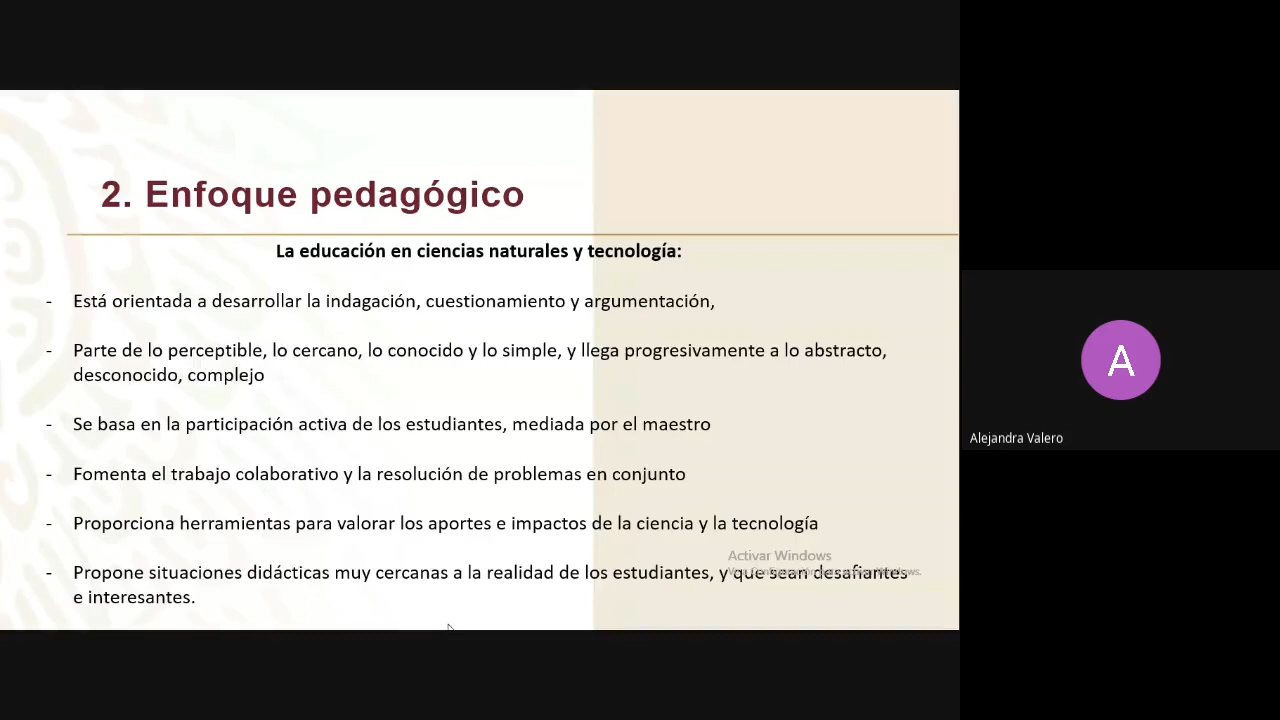 2. Enfoque pedagógico
La educación en ciencias naturales y tecnología:
- Está orientada a desarrollar la indagación, cuestionamiento y argumentación,
- Parte de lo perceptible, lo cercano, lo conocido y lo simple, y llega progresivamente a lo abstracto,
desconocido, complejo
- Se basa en la participación activa de los estudiantes, mediada por el maestro
- Fomenta el trabajo colaborativo y la resolución de problemas en conjunto
- Proporciona herramientas para valorar los aportes e impactos de la ciencia y la tecnología
Activar Windows
- Propone situaciones didácticas muy cercanas a la realidad de los estudiantes, y que sean desafiantes
e interesantes.
A
Alejandra Valero